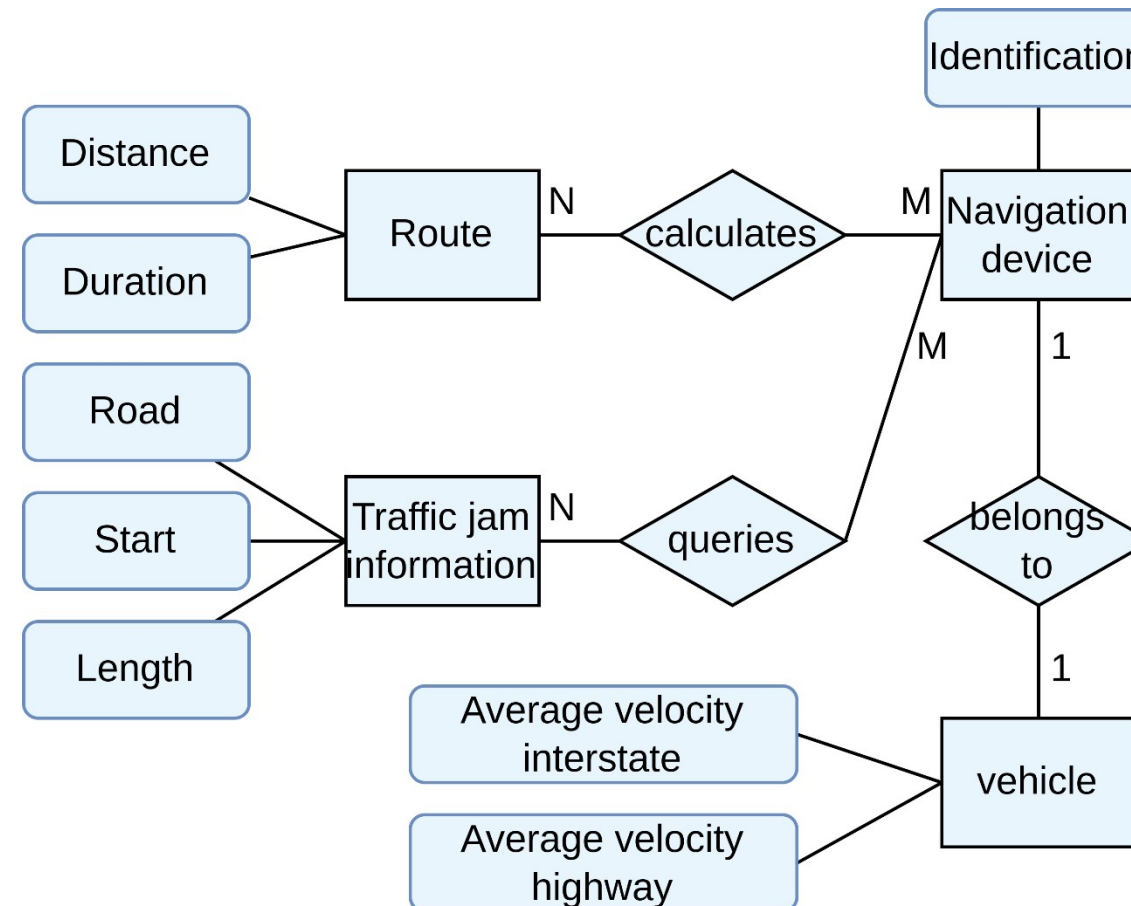 Identification
Distance
Route
N
calculates
M
Navigation
device
Duration
M
1
Road
Traffic jam
information
N
queries
belongs
to
Start
Length
1
Average velocity
interstate
vehicle
Average velocity
highway